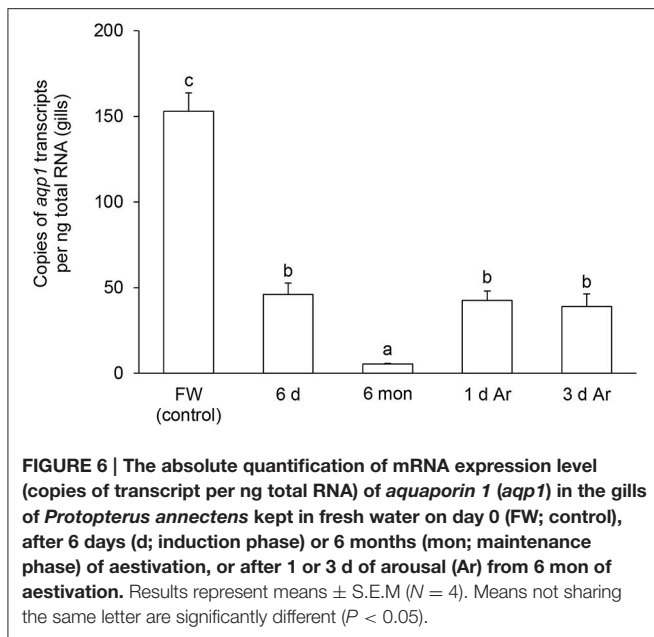 Copies of aqp1 transcripts
per ng total RNA (gills)
200
150
100
50
0
c
b
a
b
b
FW
(control)
6 d
6 mon
1 d Ar
3 d Ar
FIGURE 6 | The absolute quantification of mRNA expression level
(copies of transcript per ng total RNA) of aquaporin 1 (aqp1) in the gills
of Protopterus annectens kept in fresh water on day 0 (FW; control),
after 6 days (d; induction phase) or 6 months (mon; maintenance
phase) of aestivation, or after 1 or 3 d of arousal (Ar) from 6 mon of
aestivation. Results represent means ± S.E.M (N = 4). Means not sharing
the same letter are significantly different (P < 0.05).